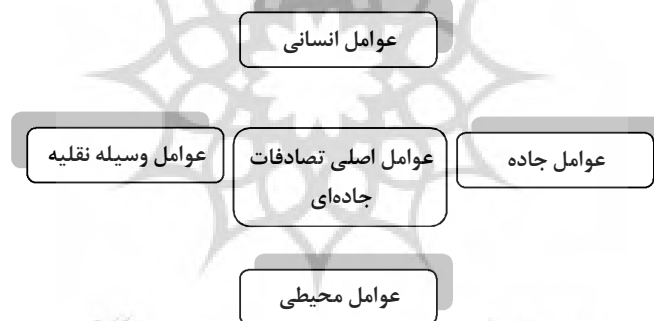 عوامل انسانی
عوامل جاده
عوامل اصلی تصادفات
جاده‌ای
عوامل وسیله نقلیه
عوامل محیطی